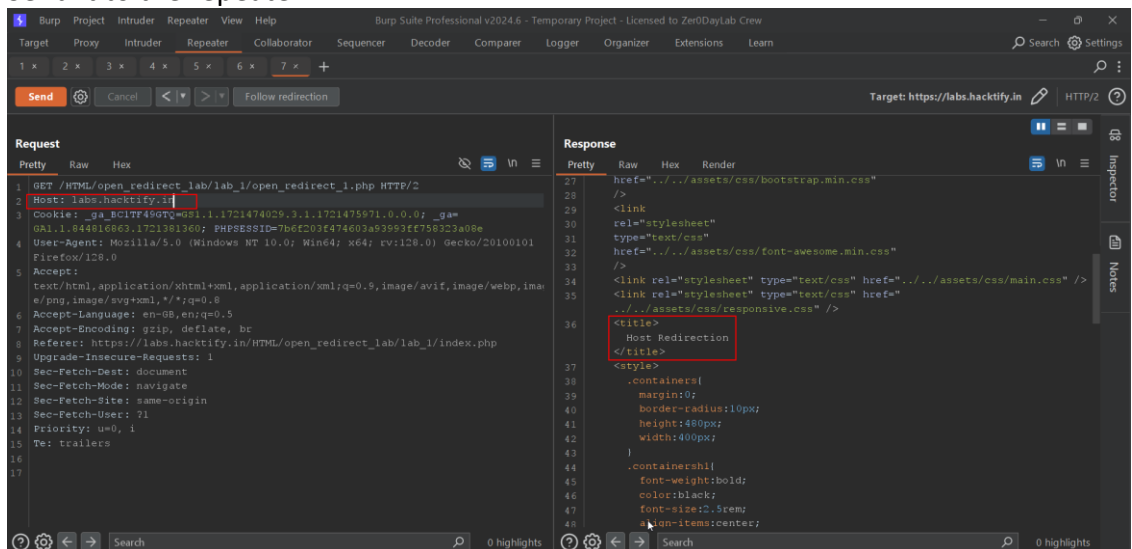 Burp Project Intruder Repeater View Help Burp Suite Professional v2024.6 - Temporary Project - Licensed to Zer0DayLab Crew
Target Proxy Intruder Repeater Collaborator Sequencer Decoder Comparer Logger Organizer Extensions Learn Search Settings
1 × 2 × 3 × 4 × 5 × 6 × 7 × +
Send Cancel < > Follow redirection Target: https://labs.hacktify.in HTTP/2
Request
Pretty Raw Hex \n
1 GET /HTML/open_redirect_lab/lab_1/open_redirect_1.php HTTP/2
2 Host: labs.hacktify.in
3 Cookie: _ga_BC1TF49GTQ=GS1.1.1721474029.3.1.1721475971.0.0.0; _ga=
GA1.1.844816863.1721381360; PHPSESSID=7b6f203f474603a93993ff758323a08e
4 User-Agent: Mozilla/5.0 (Windows NT 10.0; Win64; x64; rv:128.0) Gecko/20100101
Firefox/128.0
5 Accept:
text/html,application/xhtml+xml,application/xml;q=0.9,image/avif,image/webp,ima
e/png,image/svg+xml,*/*;q=0.8
6 Accept-Language: en-GB,en;q=0.5
7 Accept-Encoding: gzip, deflate, br
8 Referer: https://labs.hacktify.in/HTML/open_redirect_lab/lab_1/index.php
9 Upgrade-Insecure-Requests: 1
10 Sec-Fetch-Dest: document
11 Sec-Fetch-Mode: navigate
12 Sec-Fetch-Site: same-origin
13 Sec-Fetch-User: ?1
14 Priority: u=0, i
15 Te: trailers
16
17
Search 0 highlights
Response
Pretty Raw Hex Render \n
27 href="../../assets/css/bootstrap.min.css"
28 />
29 <link
30 rel="stylesheet"
31 type="text/css"
32 href="../../assets/css/font-awesome.min.css"
33 />
34 <link rel="stylesheet" type="text/css" href="../../assets/css/main.css" />
35 <link rel="stylesheet" type="text/css" href="
../../assets/css/responsive.css" />
36 <title>
Host Redirection
</title>
37 <style>
38 .containers{
39 margin:0;
40 border-radius:10px;
41 height:480px;
42 width:400px;
43 }
44 .containersh1{
45 font-weight:bold;
46 color:black;
47 font-size:2.5rem;
48 align-items:center;
Search 0 highlights
Inspector
Notes